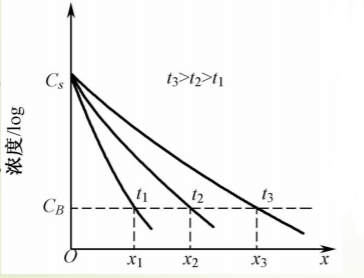 C_s
t₃>t₂>t₁
浓度/log
t₁
t₂
t₃
C_B
O
x₁
x₂
x₃
x